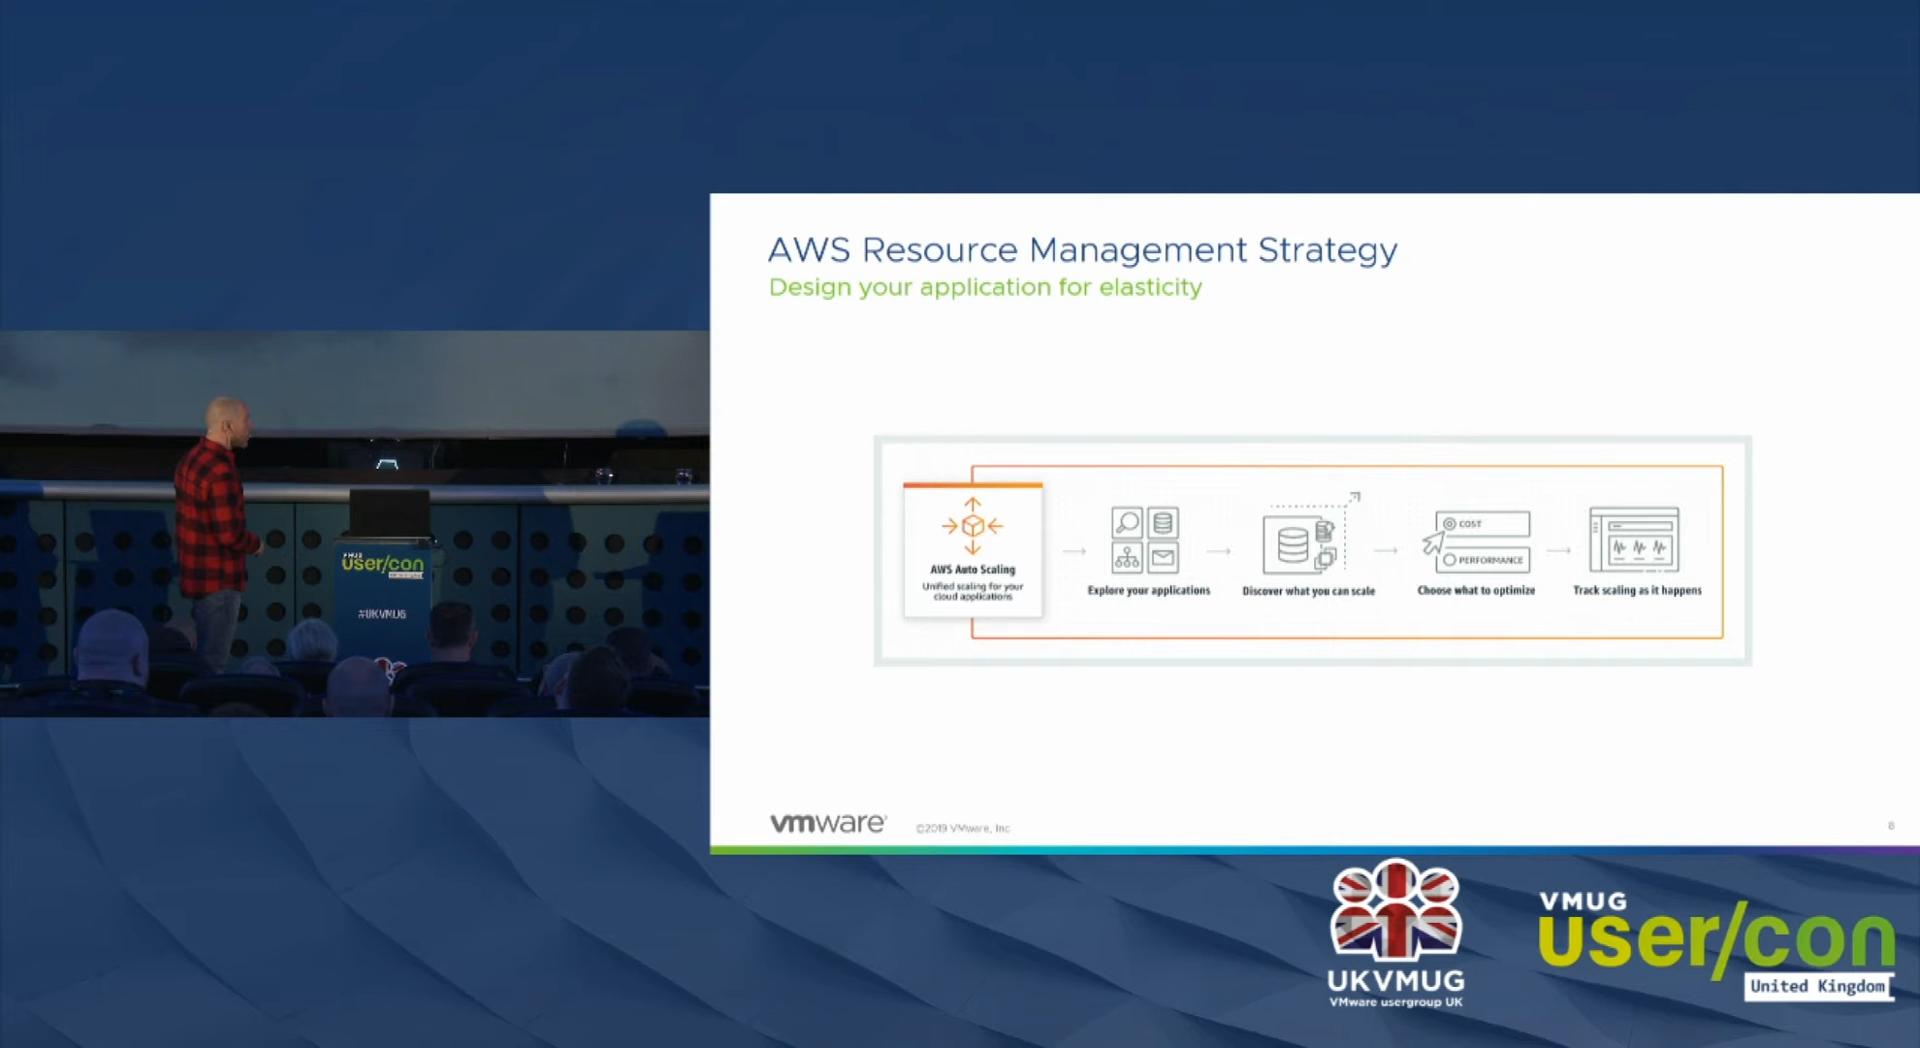 AWS Resource Management Strategy
Design your application for elasticity
AWS Auto Scaling
Unified scaling for your
cloud applications
Explore your applications
Discover what you can scale
COST
PERFORMANCE
Choose what to optimize
Track scaling as it happens
vmware
©2019 VMware, Inc
8
VMUG
user/con
#UKVMUG
UKVMUG
VMware usergroup UK
VMUG
user/con
United Kingdom